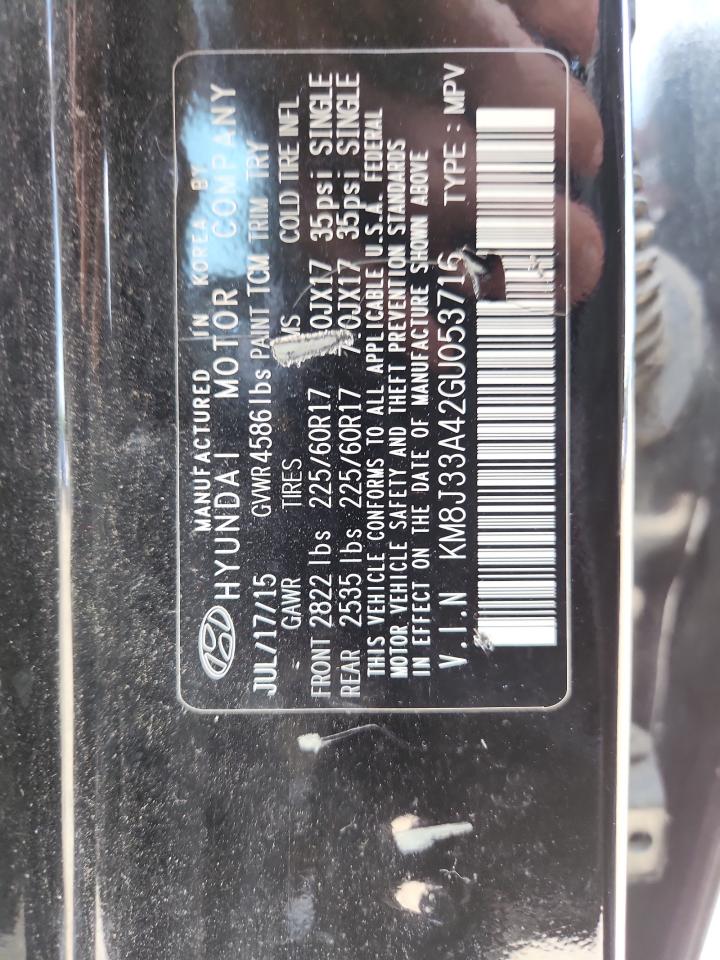 MANUFACTURED IN KOREA BY
HYUNDAI MOTOR COMPANY
JUL/17/15 GVWR 4586 lbs PAINT TCM TRIM TRY
GAWR TIRES COLD TIRE INFL
FRONT 2822 lbs 225/60R17 0JX17 35psi SINGLE
REAR 2535 lbs 225/60R17 7.0JX17 35psi SINGLE
THIS VEHICLE CONFORMS TO ALL APPLICABLE U.S.A. FEDERAL
MOTOR VEHICLE SAFETY AND THEFT PREVENTION STANDARDS
IN EFFECT ON THE DATE OF MANUFACTURE SHOWN ABOVE
V.I.N KM8J33A42GU053716 TYPE : MPV